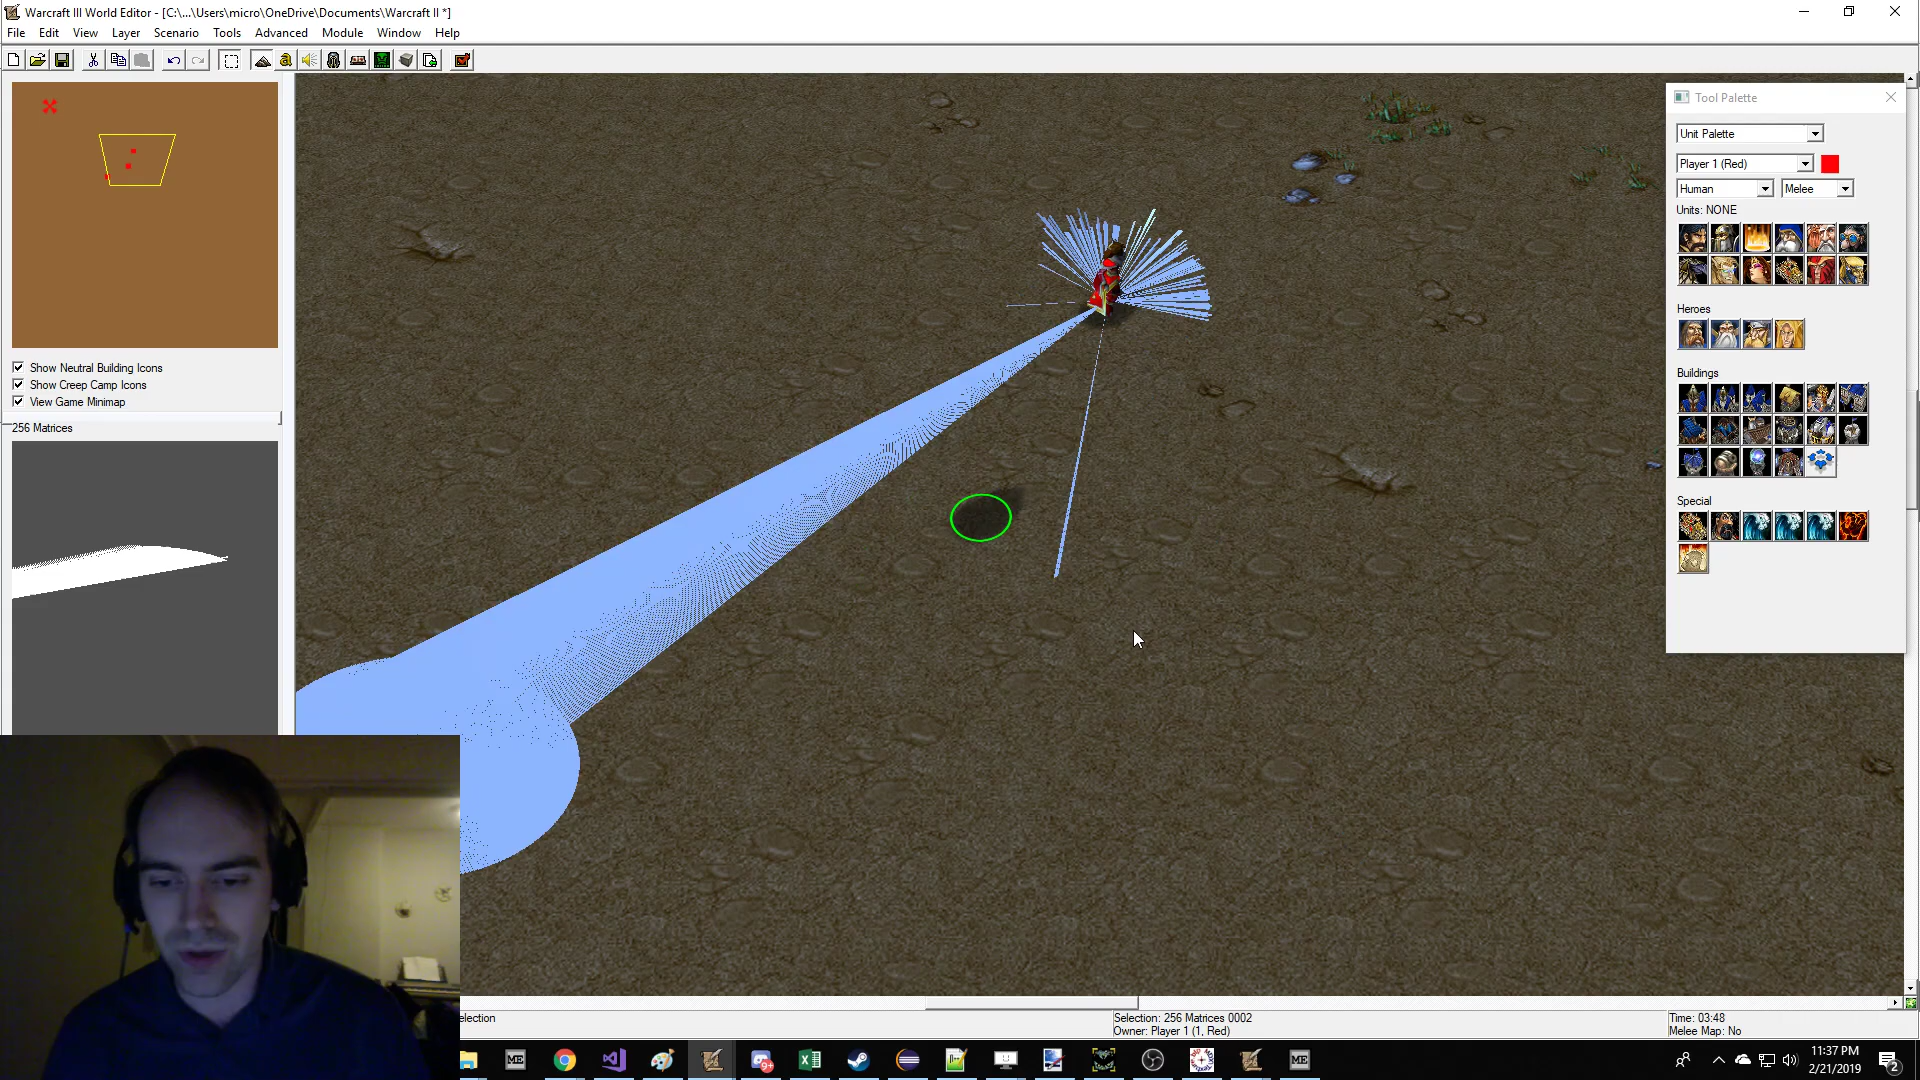 Warcraft III World Editor - [C:\...\Users\micro\OneDrive\Documents\Warcraft II *]
File Edit View Layer Scenario Tools Advanced Module Window Help
Tool Palette
Unit Palette
Player 1 (Red)
Human Melee
Units: NONE
Heroes
Buildings
Special
Show Neutral Building Icons
Show Creep Camp Icons
View Game Minimap
256 Matrices
election
Selection: 256 Matrices 0002
Owner: Player 1 (1, Red)
Time: 03:48
Melee Map: No
ME
ME
11:37 PM
2/21/2019